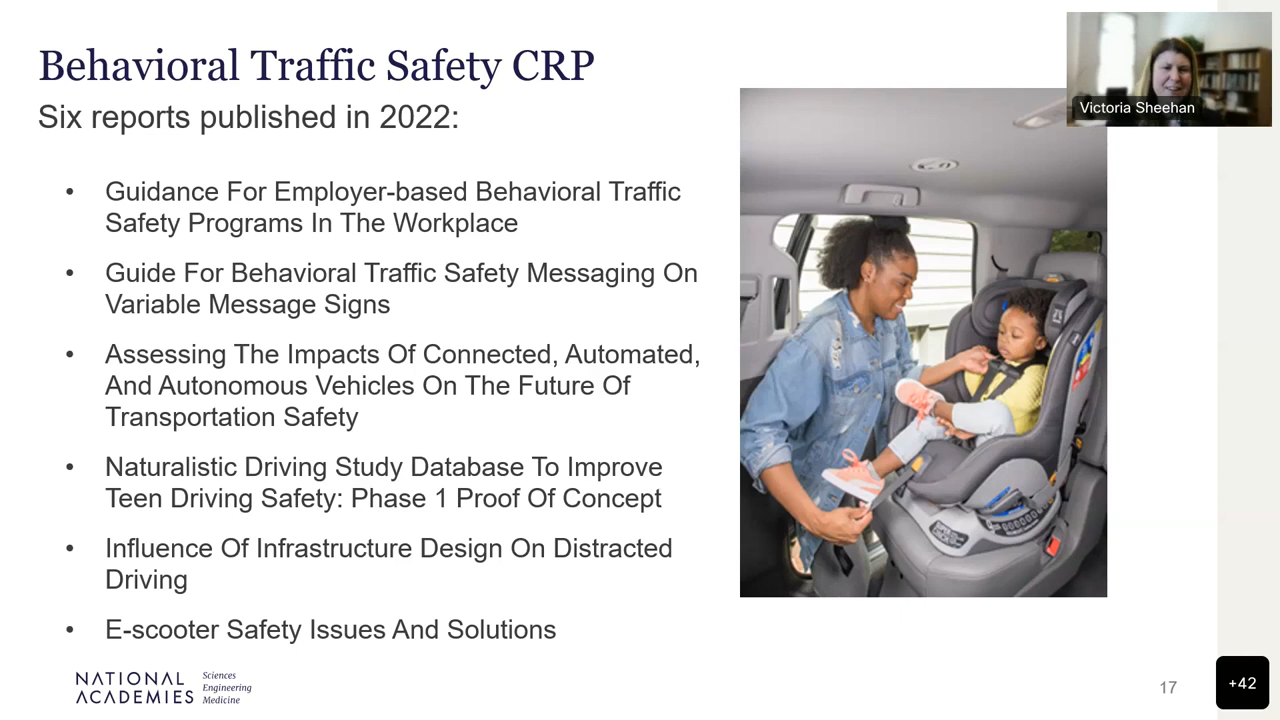 Behavioral Traffic Safety CRP
Six reports published in 2022:
• Guidance For Employer-based Behavioral Traffic
Safety Programs In The Workplace
• Guide For Behavioral Traffic Safety Messaging On
Variable Message Signs
• Assessing The Impacts Of Connected, Automated,
And Autonomous Vehicles On The Future Of
Transportation Safety
• Naturalistic Driving Study Database To Improve
Teen Driving Safety: Phase 1 Proof Of Concept
• Influence Of Infrastructure Design On Distracted
Driving
• E-scooter Safety Issues And Solutions
NATIONAL
ACADEMIES
Sciences
Engineering
Medicine
17
Victoria Sheehan
+42